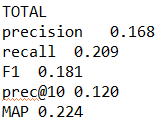 TOTAL
precision 0.168
recall 0.209
F1 0.181
prec@10 0.120
MAP 0.224